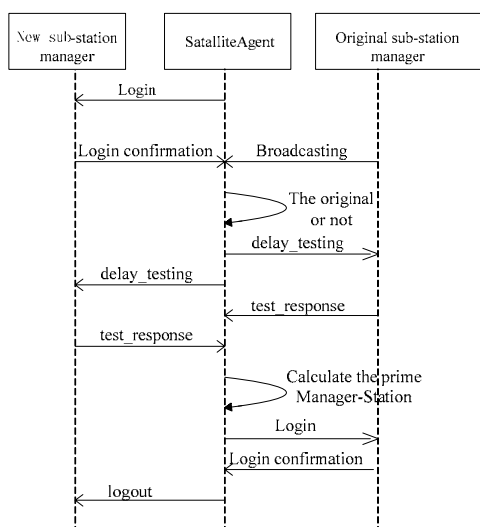 New sub-station
manager
SatalliteAgent
Original sub-station
manager
Login
Login confirmation
Broadcasting
The original
or not
delay_testing
delay_testing
test_response
test_response
Calculate the prime
Manager-Station
Login
Login confirmation
logout